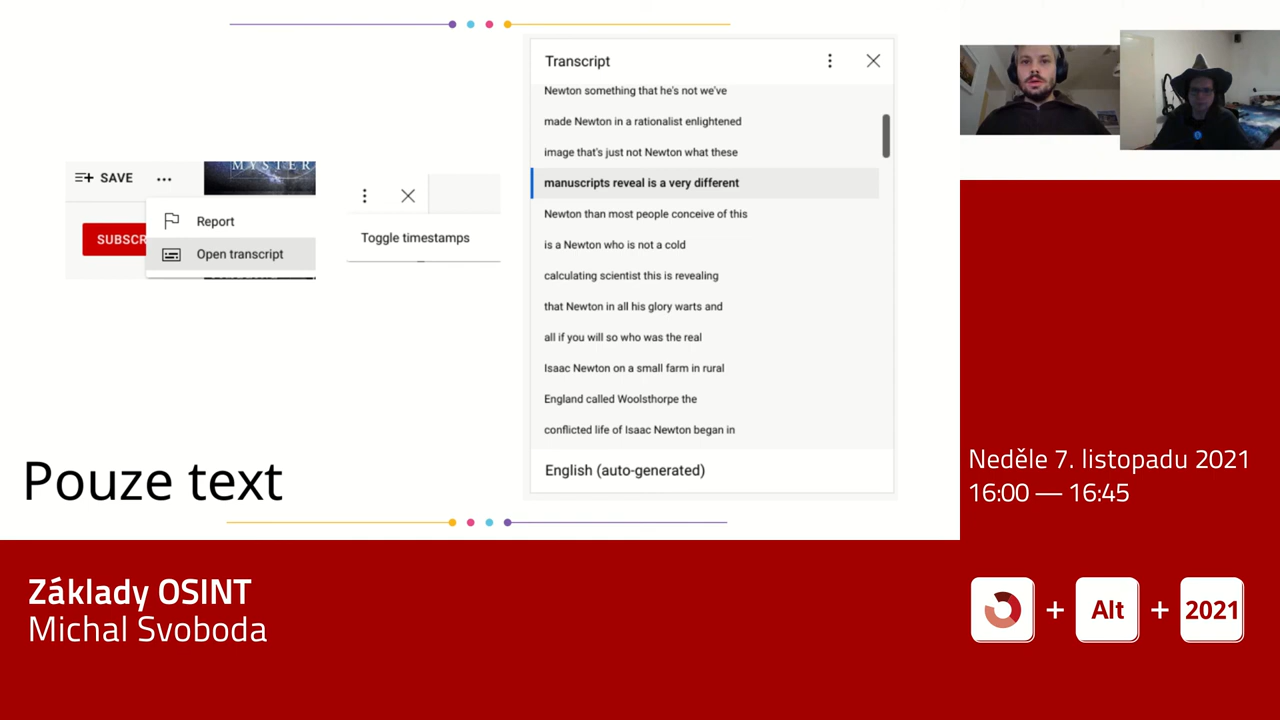 MYSTER
SAVE
Report
SUBSCR
Open transcript
Toggle timestamps
Transcript
Newton something that he's not we've
made Newton in a rationalist enlightened
image that's just not Newton what these
manuscripts reveal is a very different
Newton than most people conceive of this
is a Newton who is not a cold
calculating scientist this is revealing
that Newton in all his glory warts and
all if you will so who was the real
Isaac Newton on a small farm in rural
England called Woolsthorpe the
conflicted life of Isaac Newton began in
English (auto-generated)
Pouze text
Neděle 7. listopadu 2021
16:00 — 16:45
Základy OSINT
Michal Svoboda
+ Alt + 2021